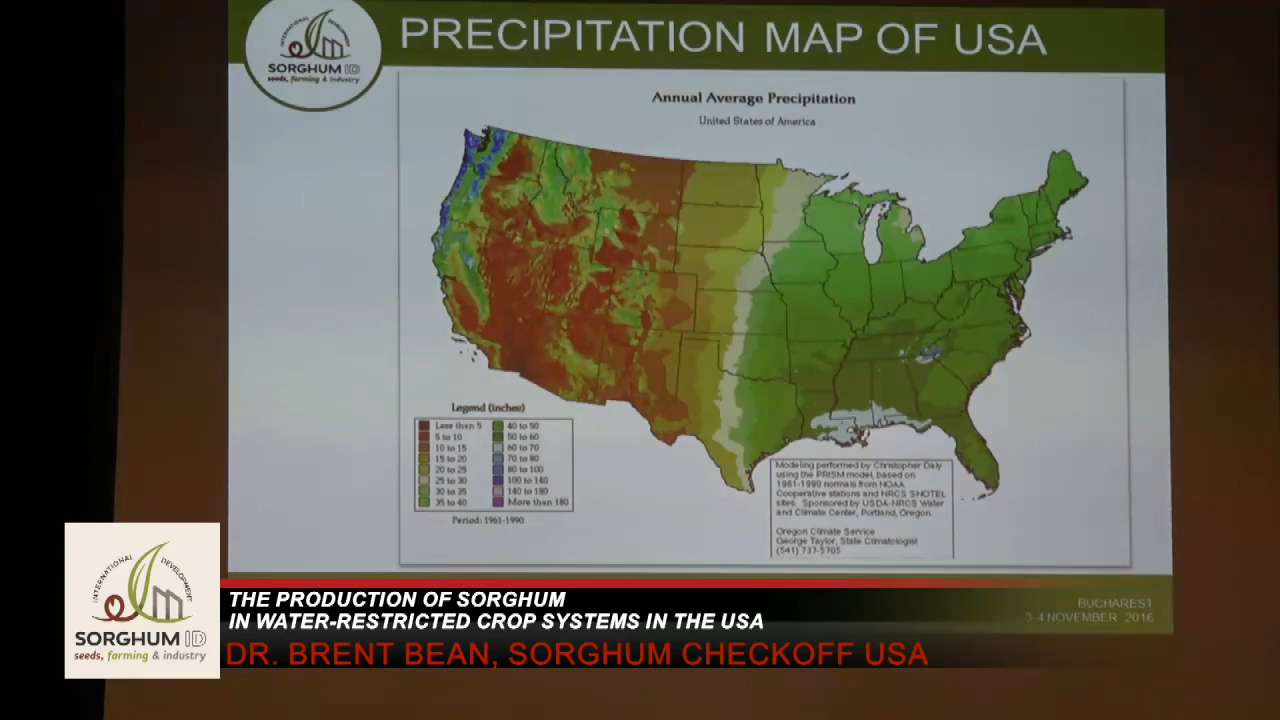 INTERNATIONAL DEVELOPMENT
SORGHUM ID
seeds, farming & industry
PRECIPITATION MAP OF USA
Annual Average Precipitation
United States of America
Legend (inches)
Less than 5
5 to 10
10 to 15
15 to 20
20 to 25
25 to 30
30 to 35
35 to 40
40 to 50
50 to 60
60 to 70
70 to 80
80 to 100
100 to 140
140 to 180
More than 180
Period: 1961-1990
Modeling performed by Christopher Daly
using the PRISM model, based on
1961-1990 normals from NOAA
Cooperative stations and NRCS SNOTEL
sites. Sponsored by USDA-NRCS Water
and Climate Center, Portland, Oregon.
Oregon Climate Service
George Taylor, State Climatologist
(541) 737-5705
BUCHAREST
3-4 NOVEMBER 2016
INTERNATIONAL DEVELOPMENT
SORGHUM ID
seeds, farming & industry
THE PRODUCTION OF SORGHUM
IN WATER-RESTRICTED CROP SYSTEMS IN THE USA
DR. BRENT BEAN, SORGHUM CHECKOFF USA